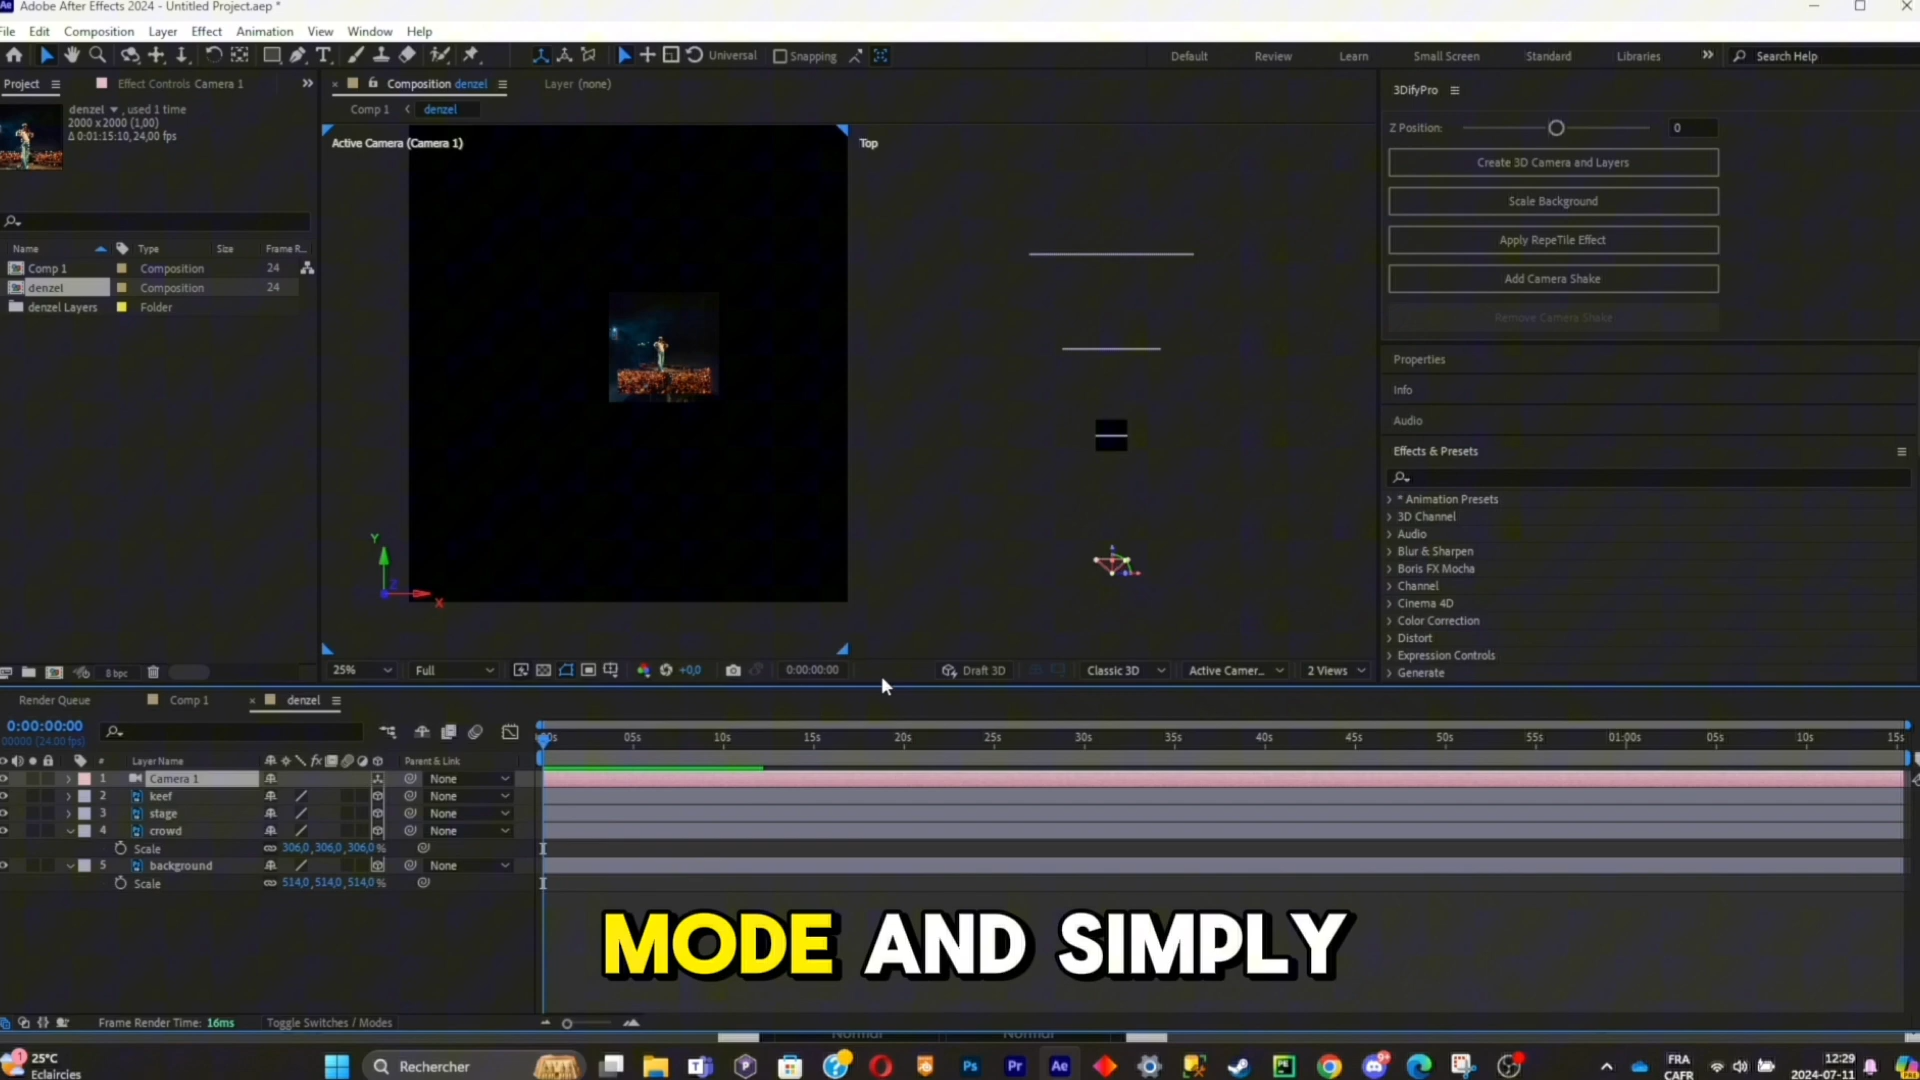 Adobe After Effects 2024 - Untitled Project.aep *
File Edit Composition Layer Effect Animation View Window Help
Universal Snapping Default Review Learn Small Screen Standard Libraries Search Help
Project Effect Controls Camera 1
denzel , used 1 time
2000 x 2000 (1,00)
Δ 0:01:15:10, 24,00 fps
Name Type Size Frame R...
Comp 1 Composition 24
denzel Composition 24
denzel Layers Folder
8 bpc
Composition denzel Layer (none)
Comp 1 denzel
Active Camera (Camera 1)
Top
Y
Z
X
25% Full +0,0 0:00:00:00 Draft 3D Classic 3D Active Camer... 2 Views
3DifyPro
Z Position: 0
Create 3D Camera and Layers
Scale Background
Apply RepeTile Effect
Add Camera Shake
Remove Camera Shake
Properties
Info
Audio
Effects & Presets
* Animation Presets
3D Channel
Audio
Blur & Sharpen
Boris FX Mocha
Channel
Cinema 4D
Color Correction
Distort
Expression Controls
Generate
Render Queue Comp 1 denzel
0:00:00:00
00000 (24.00 fps)
05s 10s 15s 20s 25s 30s 35s 40s 45s 50s 55s 01:00s 05s 10s 15s
# Layer Name fx Parent & Link
1 Camera 1 None
2 keef None
3 stage None
4 crowd None
Scale 306,0, 306,0, 306,0 %
5 background None
Scale 514,0, 514,0, 514,0 %
MODE AND SIMPLY
Frame Render Time: 16ms Toggle Switches / Modes
Normal Normal
1
25°C
Eclaircies
Rechercher
Ps Pr Ae
FRA
CAFR
12:29
2024-07-11